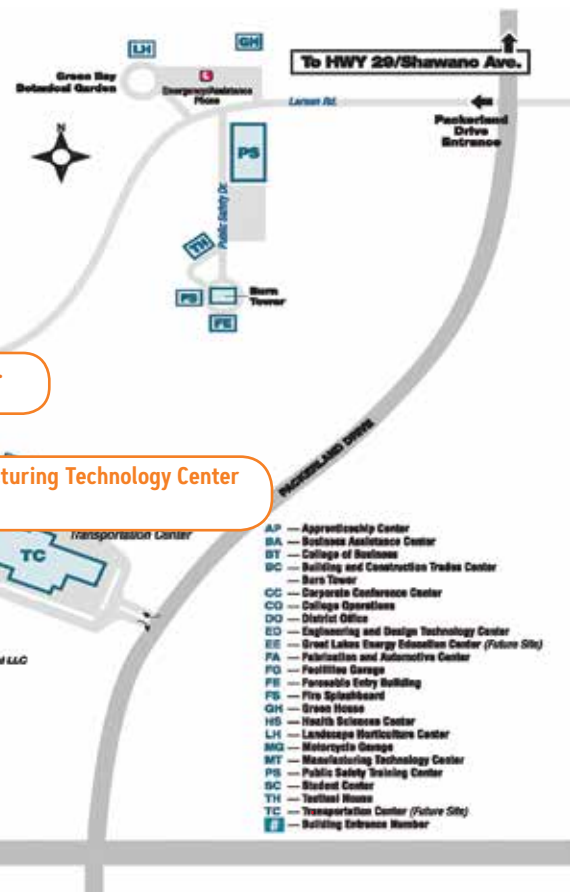 LH
GH
To HWY 29/Shawano Ave.
Green Bay
Botanical Garden
Emergency/Assistance
Phone
Larsen Rd.
Packerland
Drive
Entrance
N
PS
Public Safety Dr.
TH
FS
Burn
Tower
FE
PACKERLAND DRIVE
turing Technology Center
Transportation Center
TC
d LLC
AP — Apprenticeship Center
BA — Business Assistance Center
BT — College of Business
BC — Building and Construction Trades Center
— Burn Tower
CC — Corporate Conference Center
CO — College Operations
DO — District Office
ED — Engineering and Design Technology Center
EE — Great Lakes Energy Education Center (Future Site)
FA — Fabrication and Automotive Center
FG — Facilities Garage
FE — Forceable Entry Building
FS — Fire Splashboard
GH — Green House
HS — Health Sciences Center
LH — Landscape Horticulture Center
MG — Motorcycle Garage
MT — Manufacturing Technology Center
PS — Public Safety Training Center
SC — Student Center
TH — Tactical House
TC — Transportation Center (Future Site)
# — Building Entrance Number